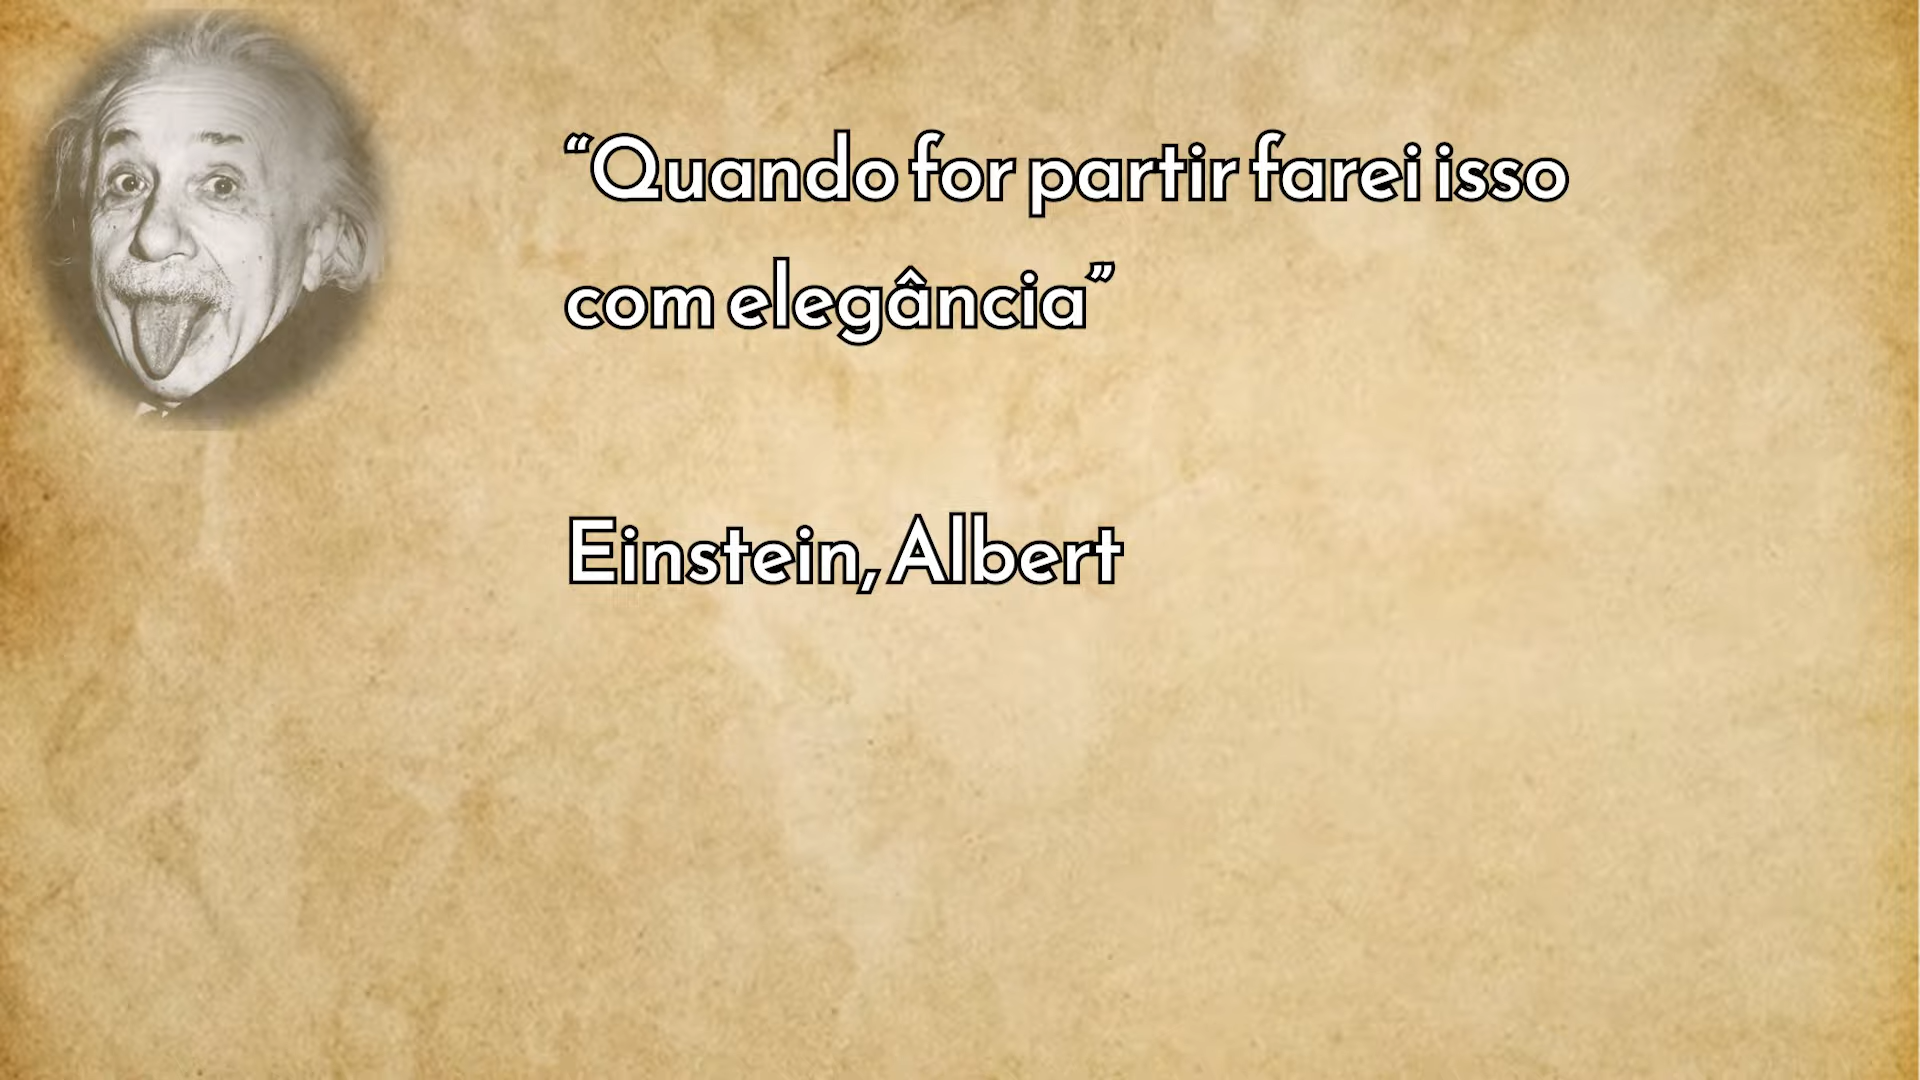 “Quando for partir farei isso
com elegância”
Einstein, Albert